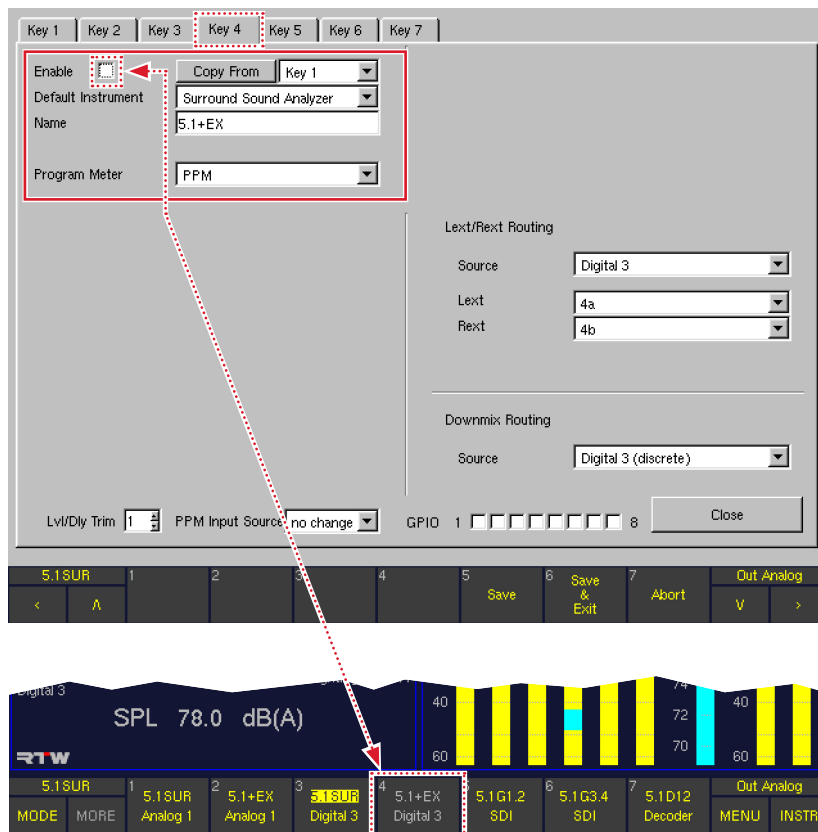 Key 1 Key 2 Key 3 Key 4 Key 5 Key 6 Key 7
Enable Copy From Key 1
Default Instrument Surround Sound Analyzer
Name 5.1+EX
Program Meter PPM
Lext/Rext Routing
Source Digital 3
Lext 4a
Rext 4b
Downmix Routing
Source Digital 3 (discrete)
Lvl/Dly Trim 1 PPM Input Source no change GPIO 1 8 Close
5.1SUR 1 2 3 4 5 Save 6 Save & Exit 7 Abort Out Analog
< Λ V >
Digital 3
SPL 78.0 dB(A)
40 60
74 72 70
40 60
RTW
5.1SUR 1 5.1SUR 2 5.1+EX 3 5.1SUR 4 5.1+EX 5.1G1.2 6 5.1G3.4 7 5.1D12 Out Analog
MODE MORE Analog 1 Analog 1 Digital 3 Digital 3 SDI SDI Decoder MENU INSTR